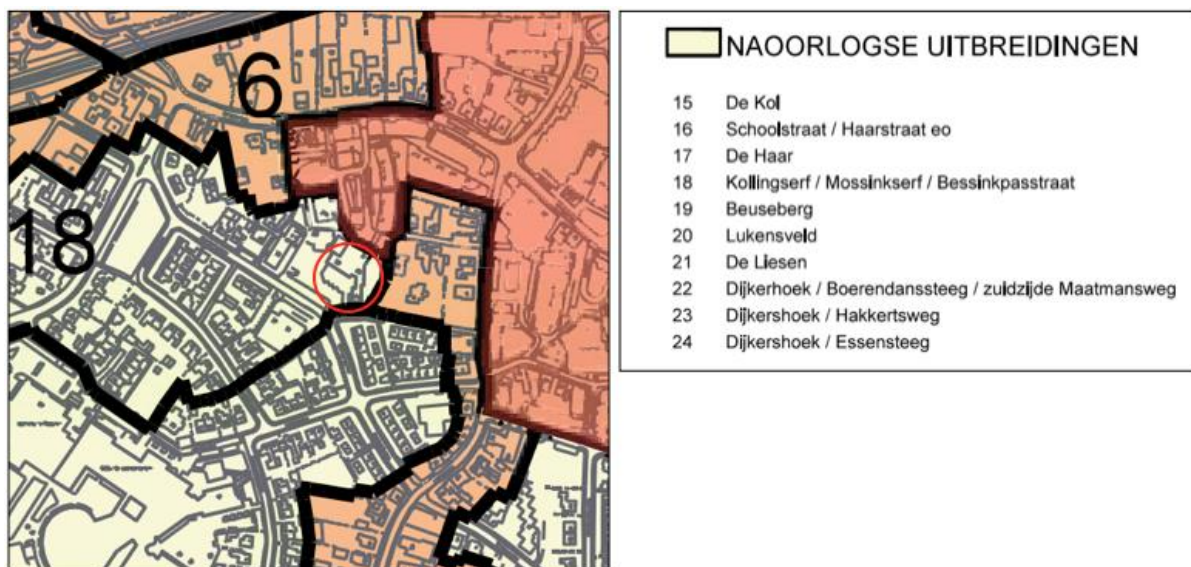 6
18
NAOORLOGSE UITBREIDINGEN
15 De Kol
16 Schoolstraat / Haarstraat eo
17 De Haar
18 Kollingserf / Mossinkserf / Bessinkpasstraat
19 Beuseberg
20 Lukensveld
21 De Liesen
22 Dijkerhoek / Boerendanssteeg / zuidzijde Maatmansweg
23 Dijkershoek / Hakkertsweg
24 Dijkershoek / Essensteeg